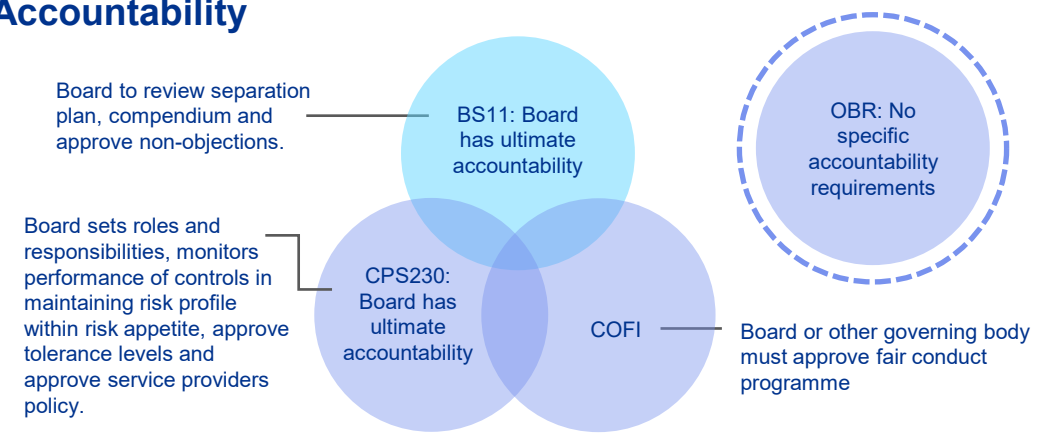 Accountability
Board to review separation
plan, compendium and
approve non-objections.
BS11: Board
has ultimate
accountability
OBR: No
specific
accountability
requirements
Board sets roles and
responsibilities, monitors
performance of controls in
maintaining risk profile
within risk appetite, approve
tolerance levels and
approve service providers
policy.
CPS230:
Board has
ultimate
accountability
COFI
Board or other governing body
must approve fair conduct
programme